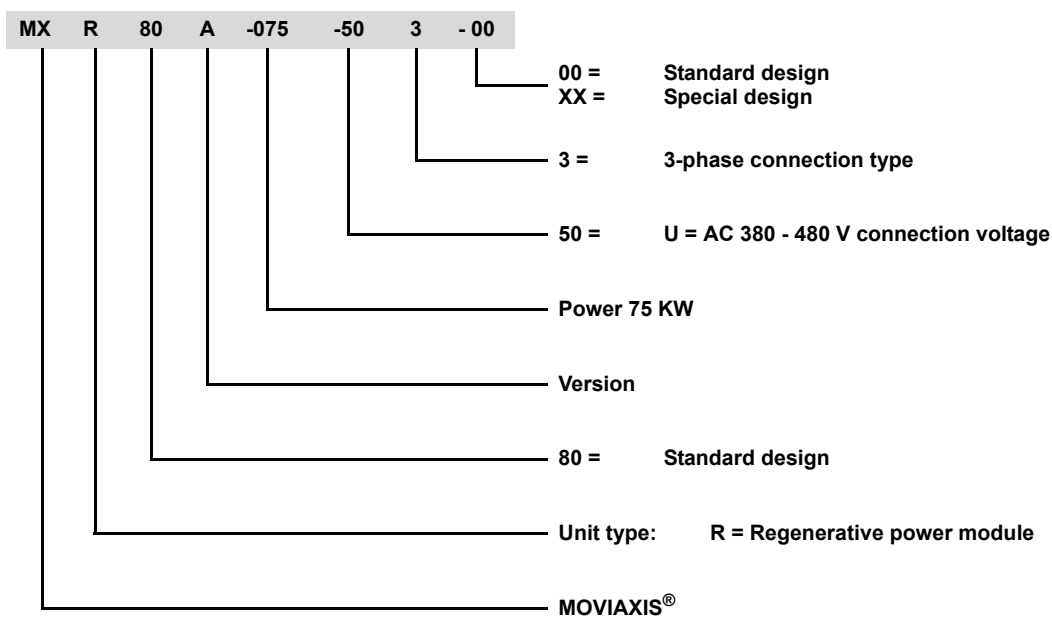 MX R 80 A -075 -50 3 - 00
00 = Standard design
XX = Special design
3 = 3-phase connection type
50 = U = AC 380 - 480 V connection voltage
Power 75 KW
Version
80 = Standard design
Unit type: R = Regenerative power module
MOVIAXIS®